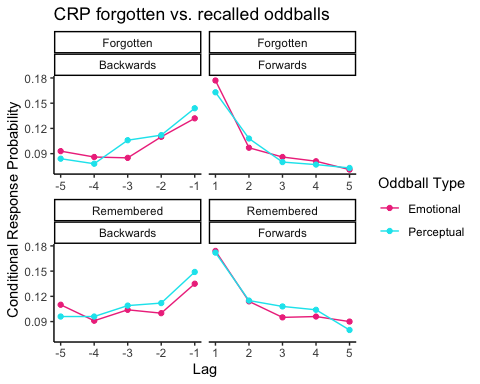 CRP forgotten vs. recalled oddballs
Forgotten Forgotten
Backwards Forwards
0.18
0.15
0.12
0.09
-5 -4 -3 -2 -1 1 2 3 4 5
Remembered Remembered
Backwards Forwards
0.18
0.15
0.12
0.09
-5 -4 -3 -2 -1 1 2 3 4 5
Lag
Conditional Response Probability
Oddball Type
Emotional
Perceptual